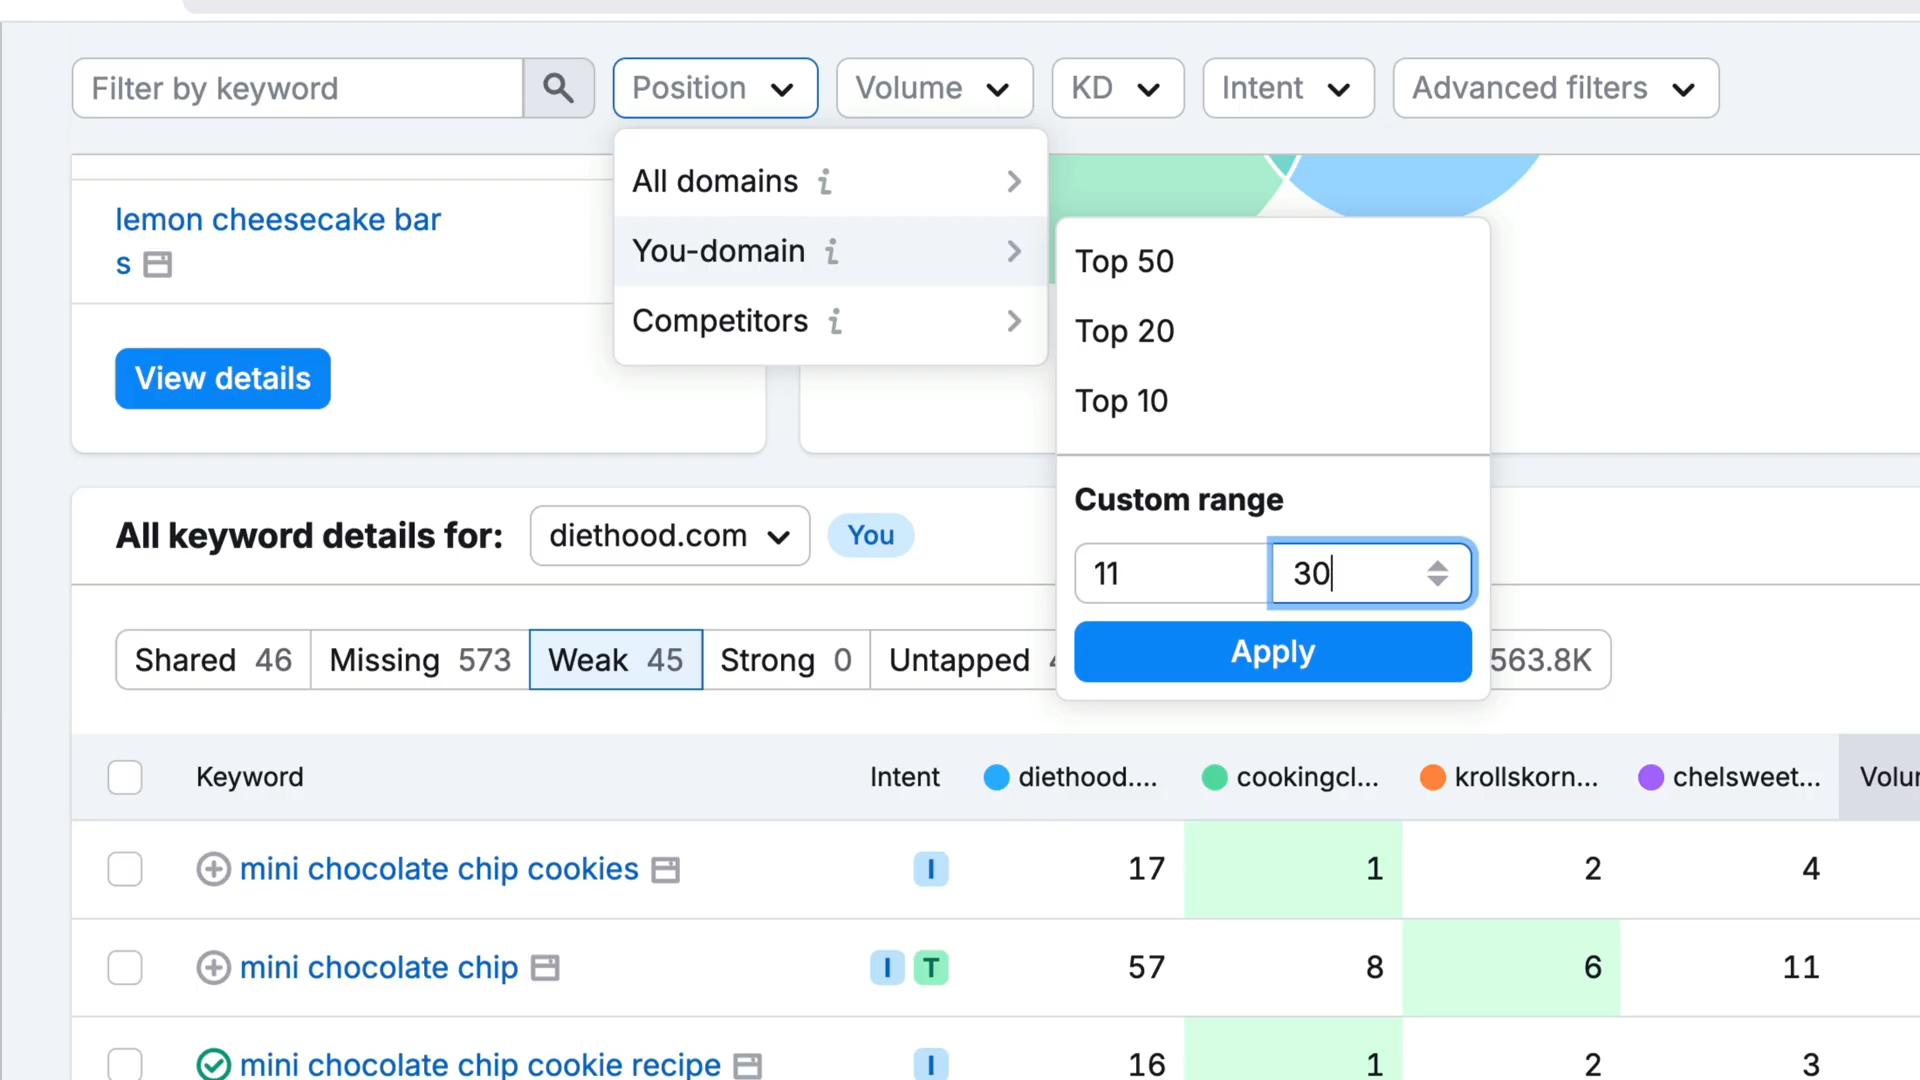 Filter by keyword
Position
Volume
KD
Intent
Advanced filters
All domains i
You-domain i
Competitors i
Top 50
Top 20
Top 10
Custom range
11
30
Apply
lemon cheesecake bar
s
View details
All keyword details for: diethood.com You
Shared 46 Missing 573 Weak 45 Strong 0 Untapped 563.8K
Keyword Intent diethood.... cookingcl... krollskorn... chelsweet...
mini chocolate chip cookies I 17 1 2 4
mini chocolate chip I T 57 8 6 11
mini chocolate chip cookie recipe I 16 1 2 3